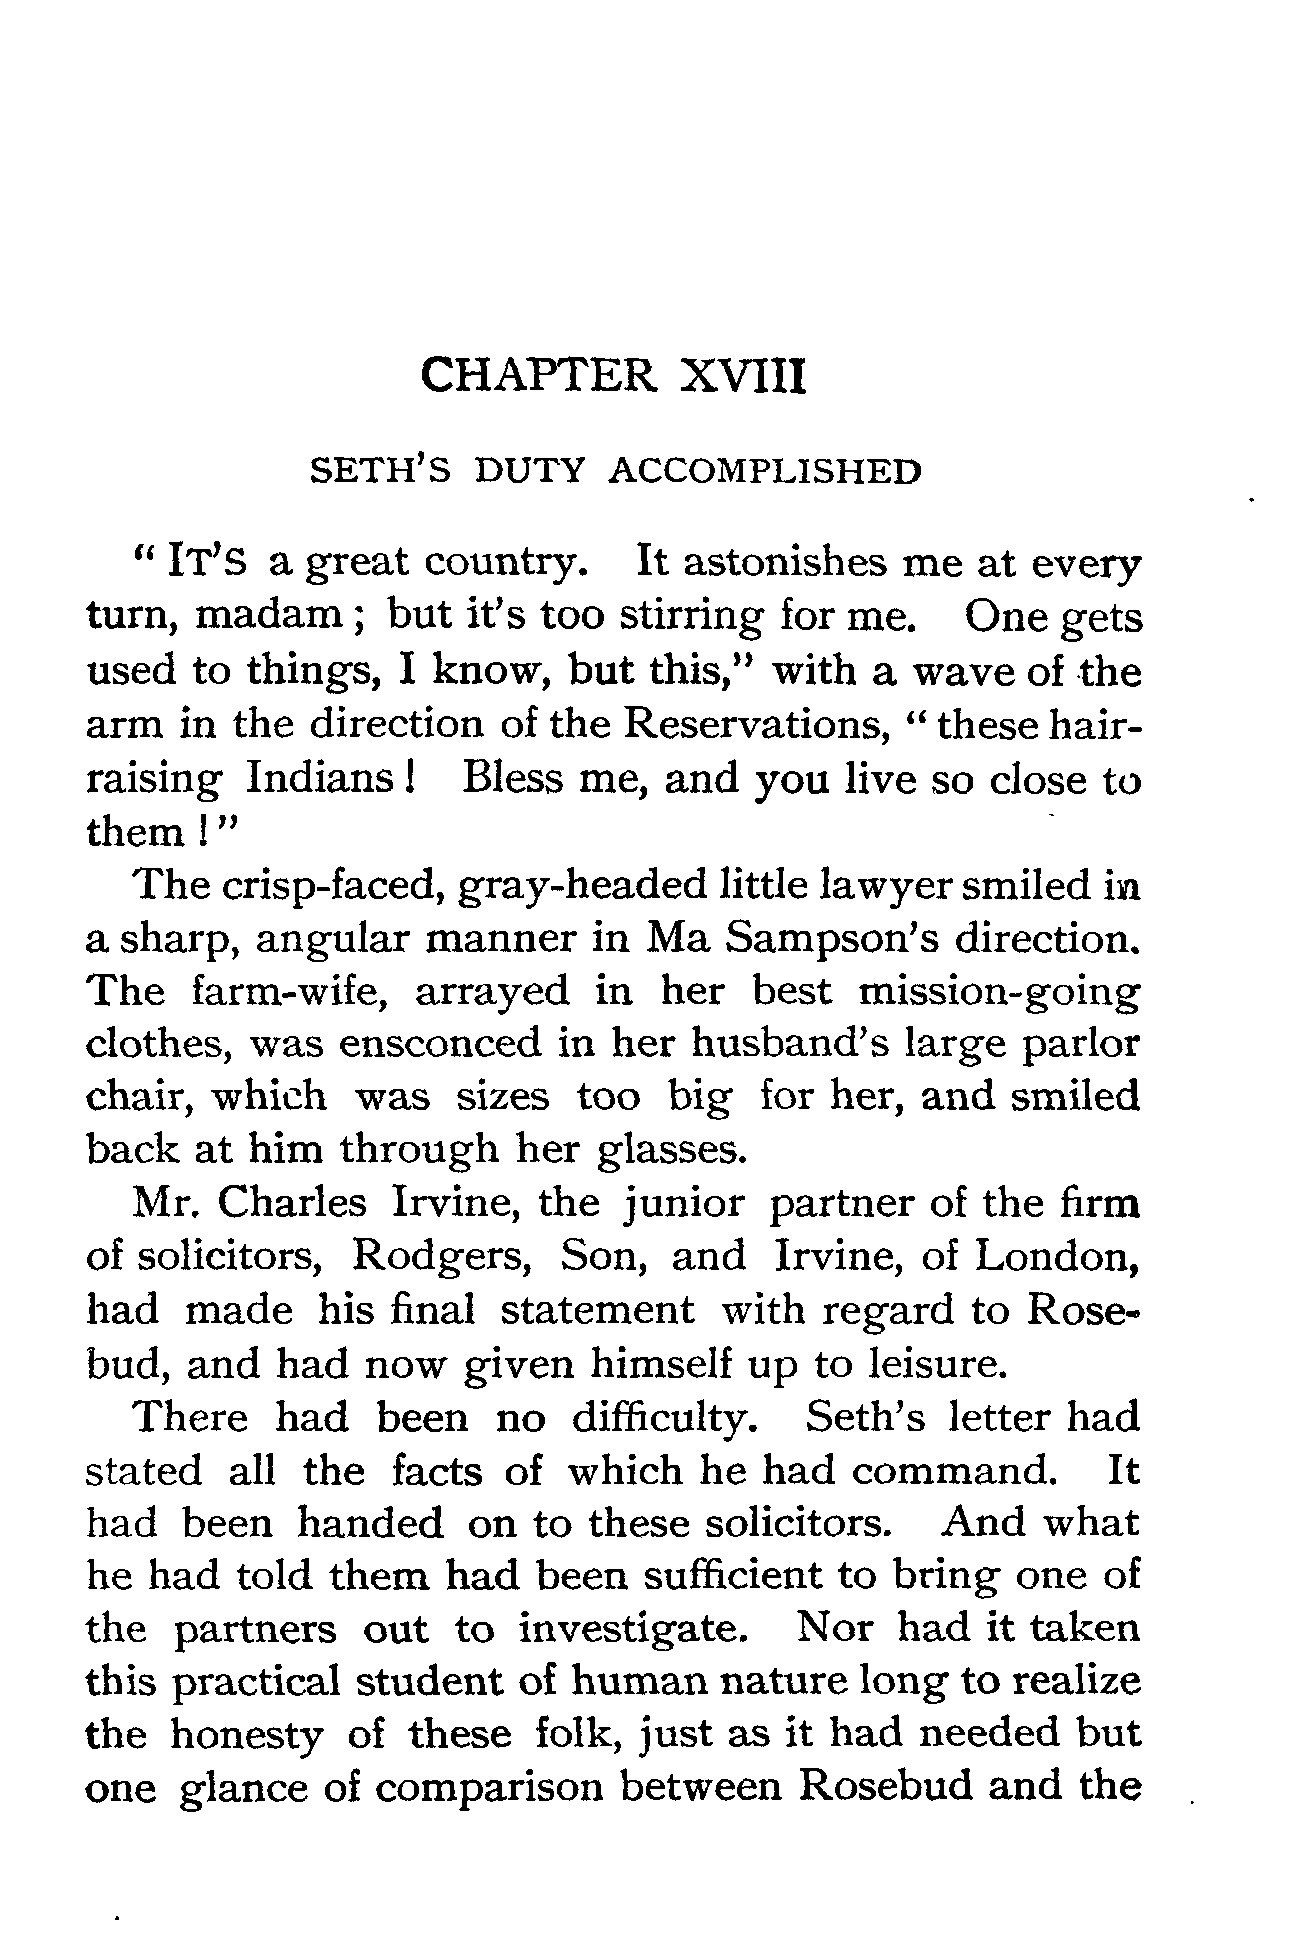 CHAPTER XVIII
SETH'S DUTY ACCOMPLISHED
" IT'S a great country. It astonishes me at every
turn, madam ; but it's too stirring for me. One gets
used to things, I know, but this," with a wave of the
arm in the direction of the Reservations, " these hair-
raising Indians ! Bless me, and you live so close to
them ! "
The crisp-faced, gray-headed little lawyer smiled in
a sharp, angular manner in Ma Sampson's direction.
The farm-wife, arrayed in her best mission-going
clothes, was ensconced in her husband's large parlor
chair, which was sizes too big for her, and smiled
back at him through her glasses.
Mr. Charles Irvine, the junior partner of the firm
of solicitors, Rodgers, Son, and Irvine, of London,
had made his final statement with regard to Rose-
bud, and had now given himself up to leisure.
There had been no difficulty. Seth's letter had
stated all the facts of which he had command. It
had been handed on to these solicitors. And what
he had told them had been sufficient to bring one of
the partners out to investigate. Nor had it taken
this practical student of human nature long to realize
the honesty of these folk, just as it had needed but
one glance of comparison between Rosebud and the